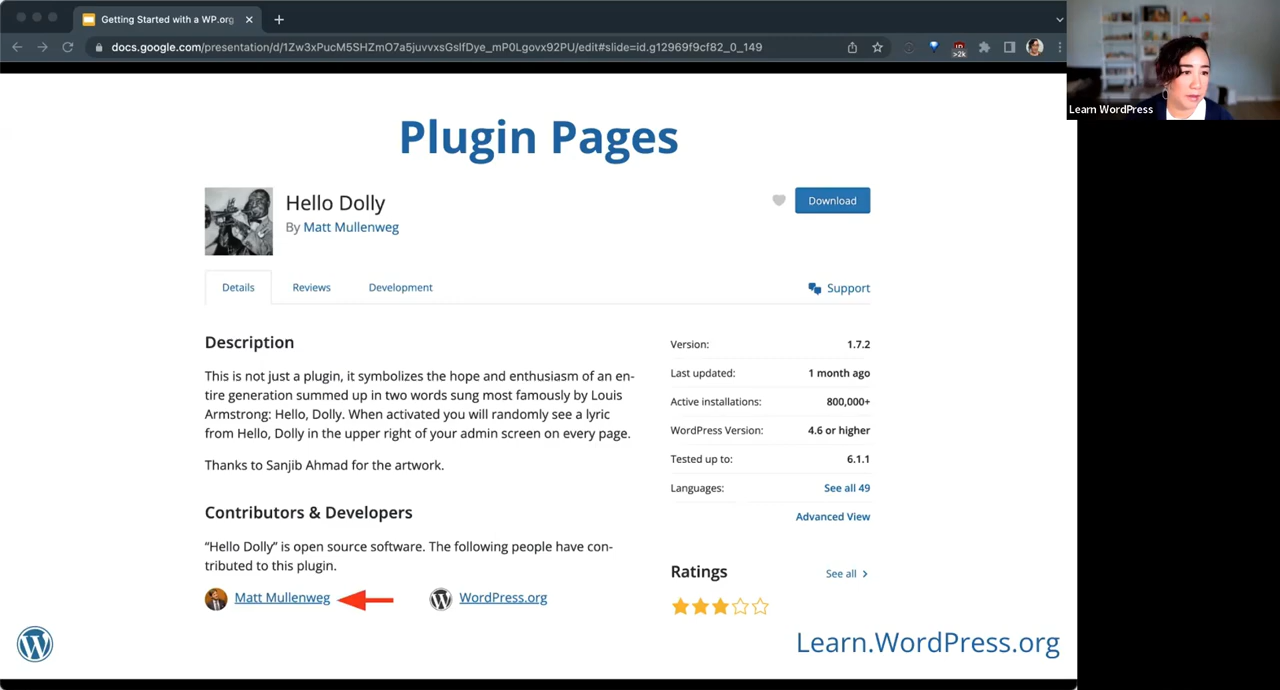 Getting Started with a WP.org
docs.google.com/presentation/d/1Zw3xPucM5SHZmO7a5juvvxsGslfDye_mP0Lgovx92PU/edit#slide=id.g12969f9cf82_0_149
>2k
Learn WordPress
Plugin Pages
Hello Dolly
By Matt Mullenweg
Download
Details
Reviews
Development
Support
Description
This is not just a plugin, it symbolizes the hope and enthusiasm of an en-
tire generation summed up in two words sung most famously by Louis
Armstrong: Hello, Dolly. When activated you will randomly see a lyric
from Hello, Dolly in the upper right of your admin screen on every page.
Thanks to Sanjib Ahmad for the artwork.
Contributors & Developers
“Hello Dolly” is open source software. The following people have con-
tributed to this plugin.
Matt Mullenweg
WordPress.org
Version: 1.7.2
Last updated: 1 month ago
Active installations: 800,000+
WordPress Version: 4.6 or higher
Tested up to: 6.1.1
Languages: See all 49
Advanced View
Ratings
See all
Learn.WordPress.org